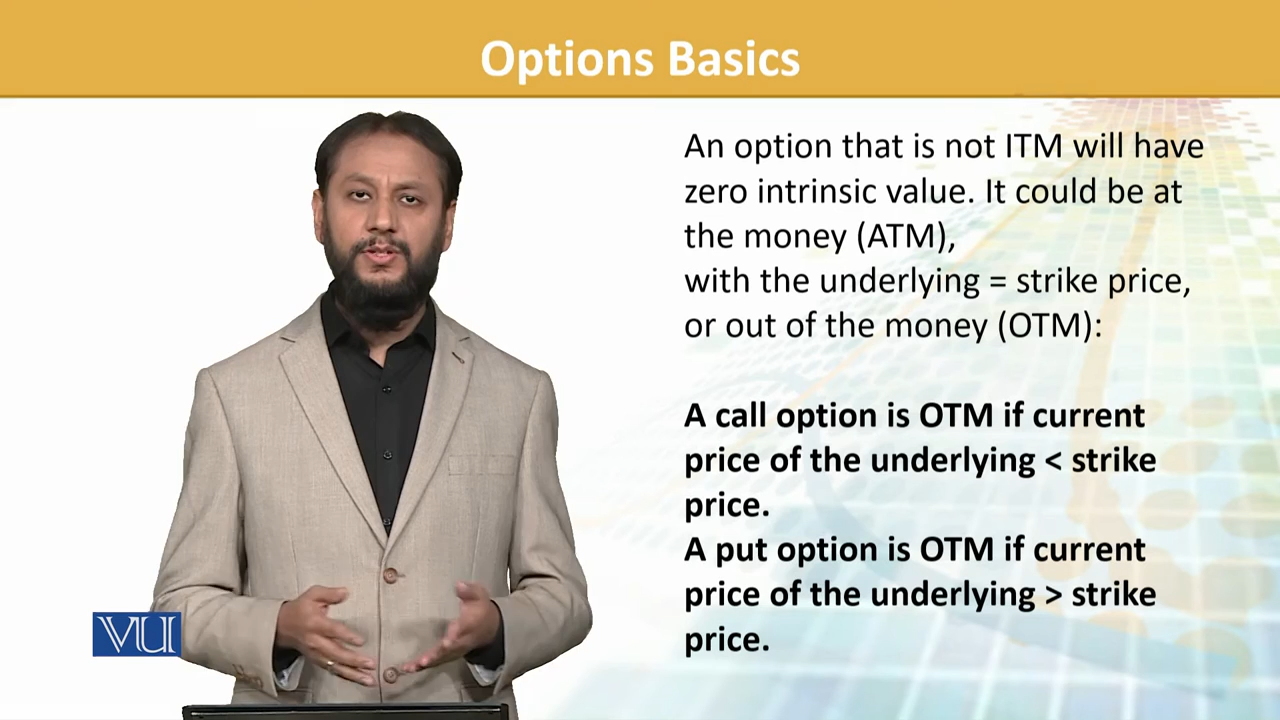 Options Basics
An option that is not ITM will have
zero intrinsic value. It could be at
the money (ATM),
with the underlying = strike price,
or out of the money (OTM):
A call option is OTM if current
price of the underlying < strike
price.
A put option is OTM if current
price of the underlying > strike
price.
VU